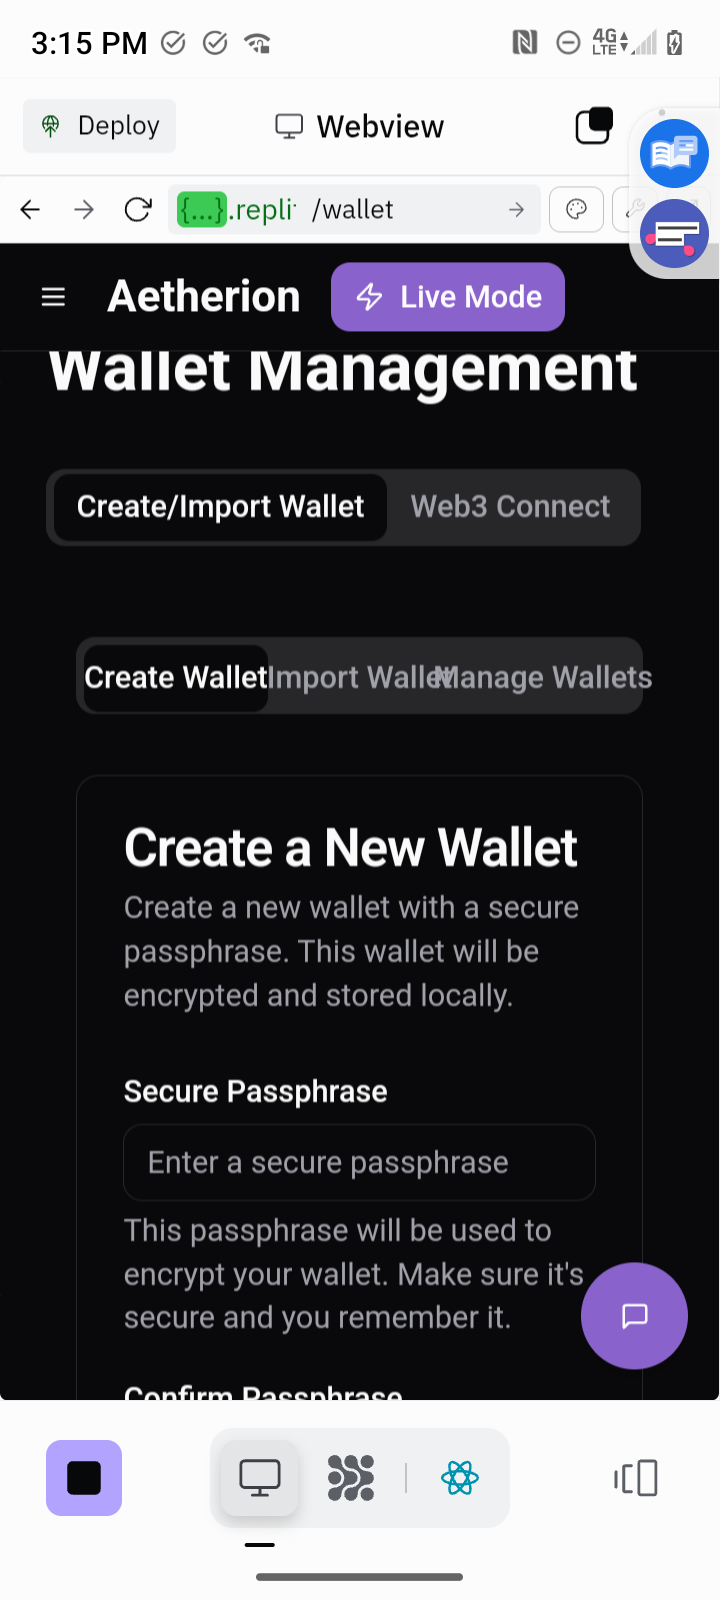 3:15 PM
4G
LTE
Deploy
Webview
{...}.repli /wallet
Aetherion
Live Mode
Wallet Management
Create/Import Wallet
Web3 Connect
Create Wallet
Import Wallet
Manage Wallets
Create a New Wallet
Create a new wallet with a secure
passphrase. This wallet will be
encrypted and stored locally.
Secure Passphrase
Enter a secure passphrase
This passphrase will be used to
encrypt your wallet. Make sure it's
secure and you remember it.
Confirm Passphrase